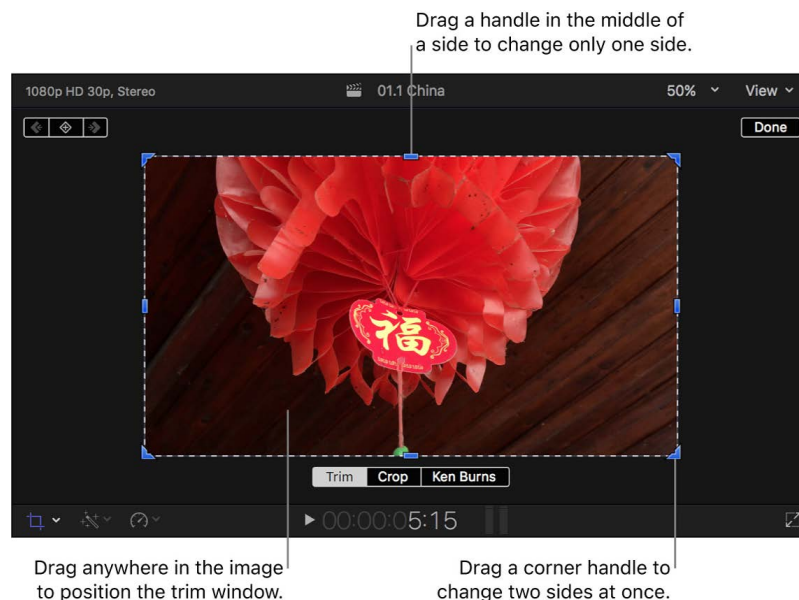 Drag a handle in the middle of
a side to change only one side.
1080p HD 30p, Stereo
01.1 China
50%
View
Done
福
Trim
Crop
Ken Burns
00:00:05:15
Drag anywhere in the image
to position the trim window.
Drag a corner handle to
change two sides at once.